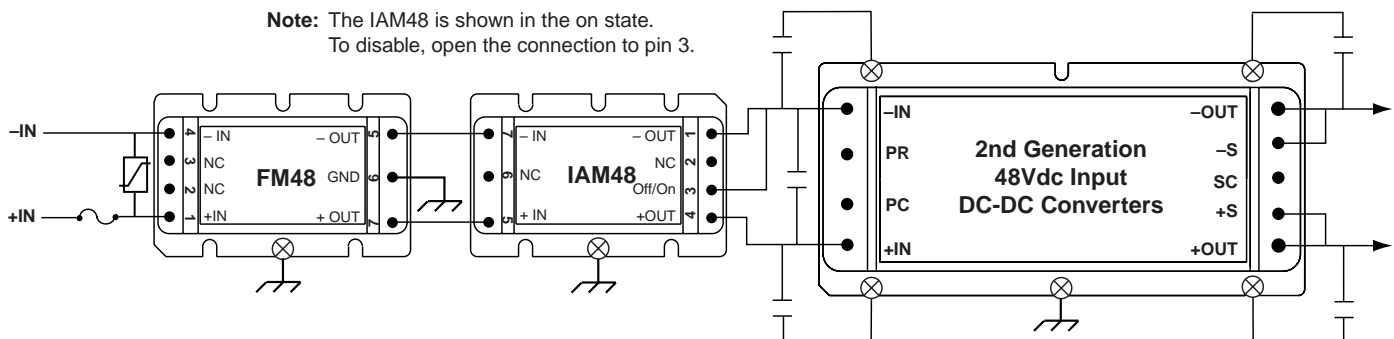 Note: The IAM48 is shown in the on state.
To disable, open the connection to pin 3.
–IN
+IN
4
3
2
1
– IN
NC
NC
+IN
FM48
– OUT
GND
+ OUT
5
6
7
7
6
5
– IN
NC
+ IN
IAM48
– OUT
NC
Off/On
+OUT
1
2
3
4
–IN
PR
PC
+IN
2nd Generation
48Vdc Input
DC-DC Converters
–OUT
–S
SC
+S
+OUT